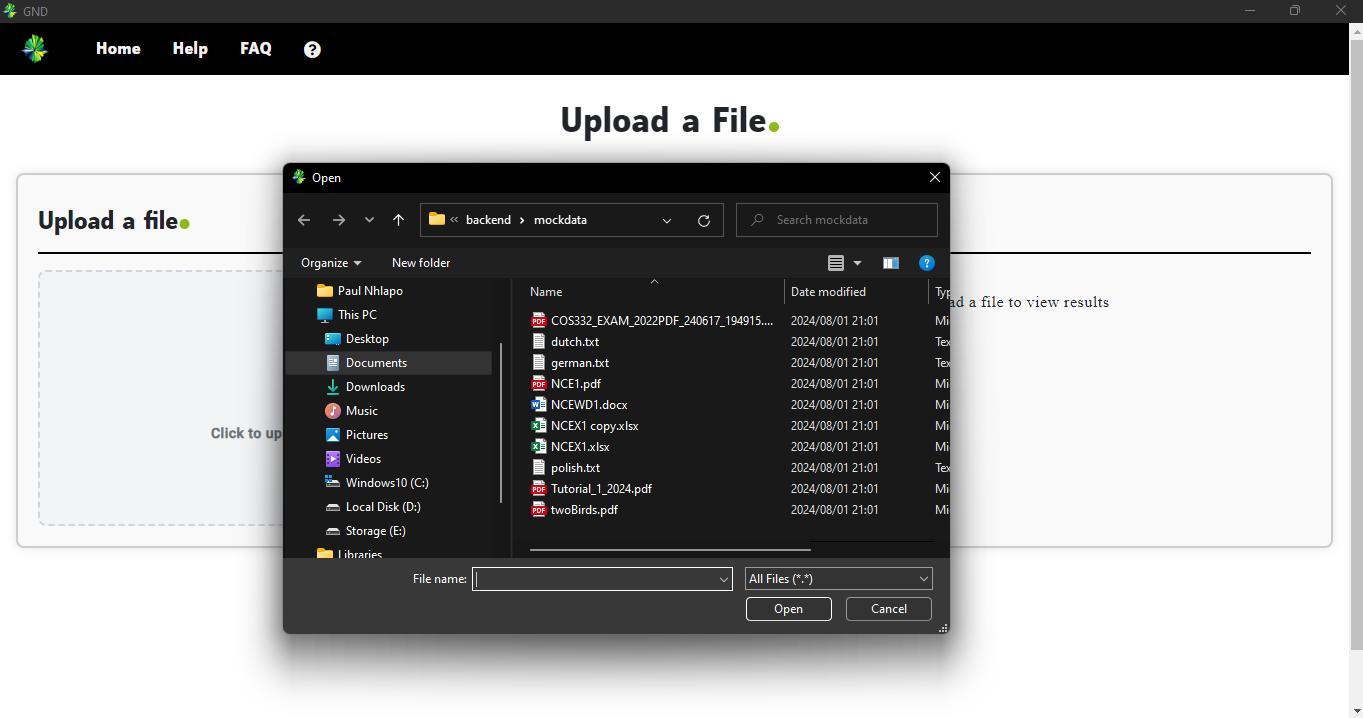 GND
Home Help FAQ ?
Upload a File.
Upload a file.
Click to up
ad a file to view results
Open
« backend › mockdata
Search mockdata
Organize New folder
?
Paul Nhlapo
This PC
Desktop
Documents
Downloads
Music
Pictures
Videos
Windows10 (C:)
Local Disk (D:)
Storage (E:)
Libraries
Name Date modified Typ
PDF COS332_EXAM_2022PDF_240617_194915.... 2024/08/01 21:01 Mi
dutch.txt 2024/08/01 21:01 Tex
german.txt 2024/08/01 21:01 Tex
PDF NCE1.pdf 2024/08/01 21:01 Mi
NCEWD1.docx 2024/08/01 21:01 Mi
NCEX1 copy.xlsx 2024/08/01 21:01 Mi
NCEX1.xlsx 2024/08/01 21:01 Mi
polish.txt 2024/08/01 21:01 Tex
PDF Tutorial_1_2024.pdf 2024/08/01 21:01 Mi
PDF twoBirds.pdf 2024/08/01 21:01 Mi
File name: All Files (*.*)
Open Cancel